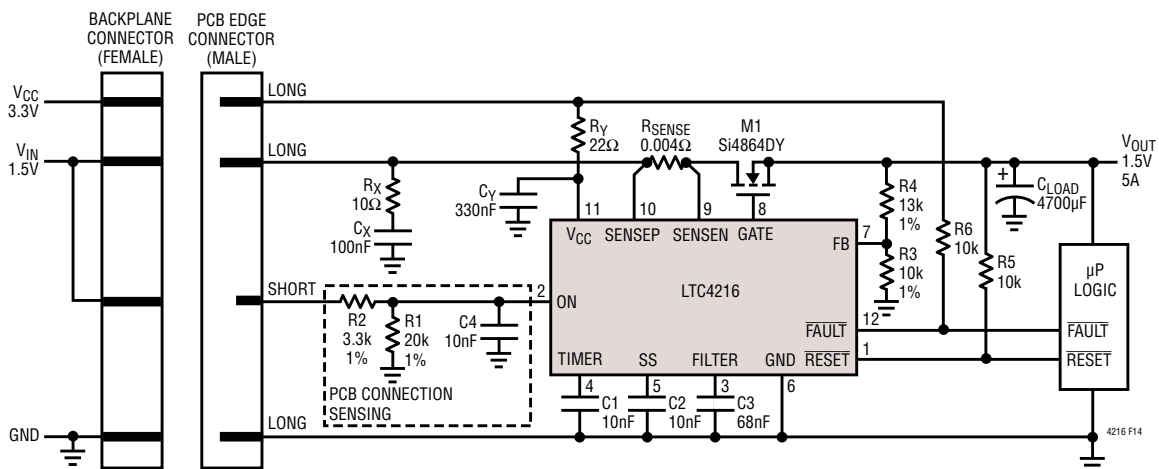 BACKPLANE
CONNECTOR
(FEMALE)
PCB EDGE
CONNECTOR
(MALE)
VCC
3.3V
VIN
1.5V
GND
LONG
LONG
SHORT
LONG
RY
22Ω
RSENSE
0.004Ω
M1
Si4864DY
VOUT
1.5V
5A
RX
10Ω
CX
100nF
CY
330nF
11
10
9
8
VCC
SENSEP
SENSEN
GATE
FB
7
R4
13k
1%
R3
10k
1%
R6
10k
R5
10k
+
CLOAD
4700µF
µP
LOGIC
FAULT
RESET
LTC4216
2
ON
FAULT
12
RESET
1
TIMER
SS
FILTER
GND
4
5
3
6
C1
10nF
C2
10nF
C3
68nF
R2
3.3k
1%
R1
20k
1%
C4
10nF
PCB CONNECTION
SENSING
4216 F14